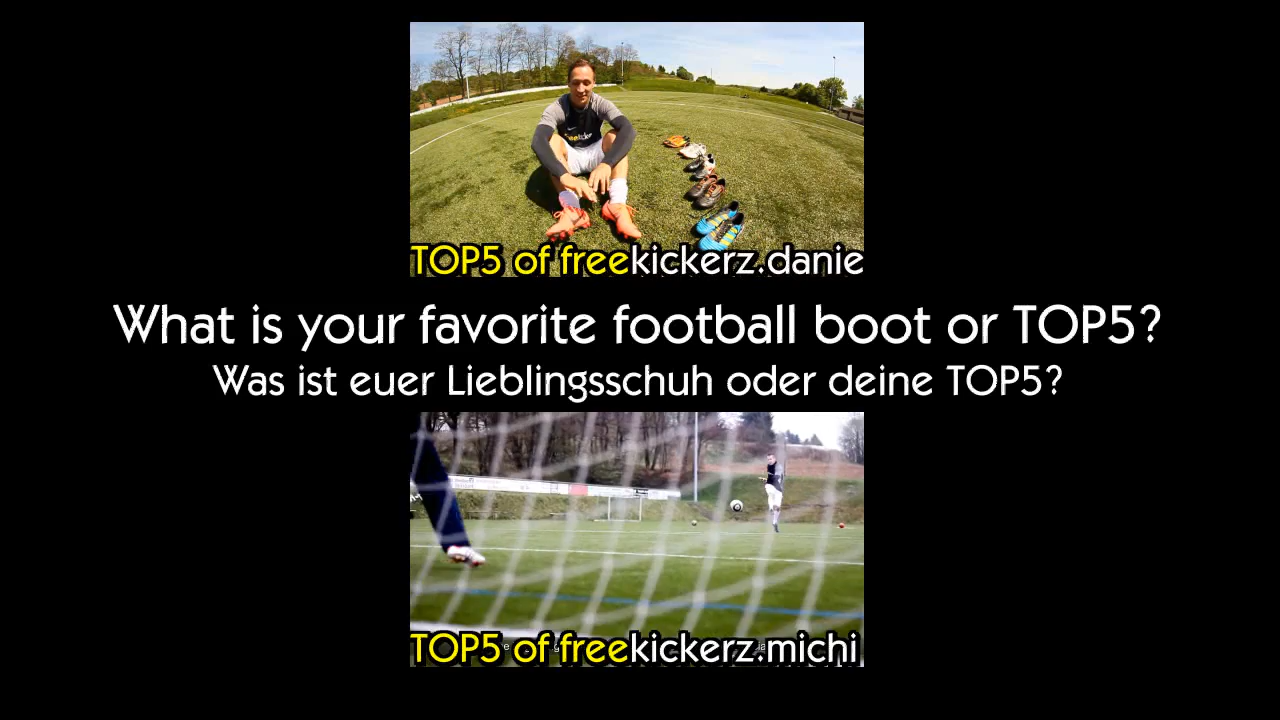 TOP5 of freekickerz.danie
What is your favorite football boot or TOP5?
Was ist euer Lieblingsschuh oder deine TOP5?
TOP5 of freekickerz.michi